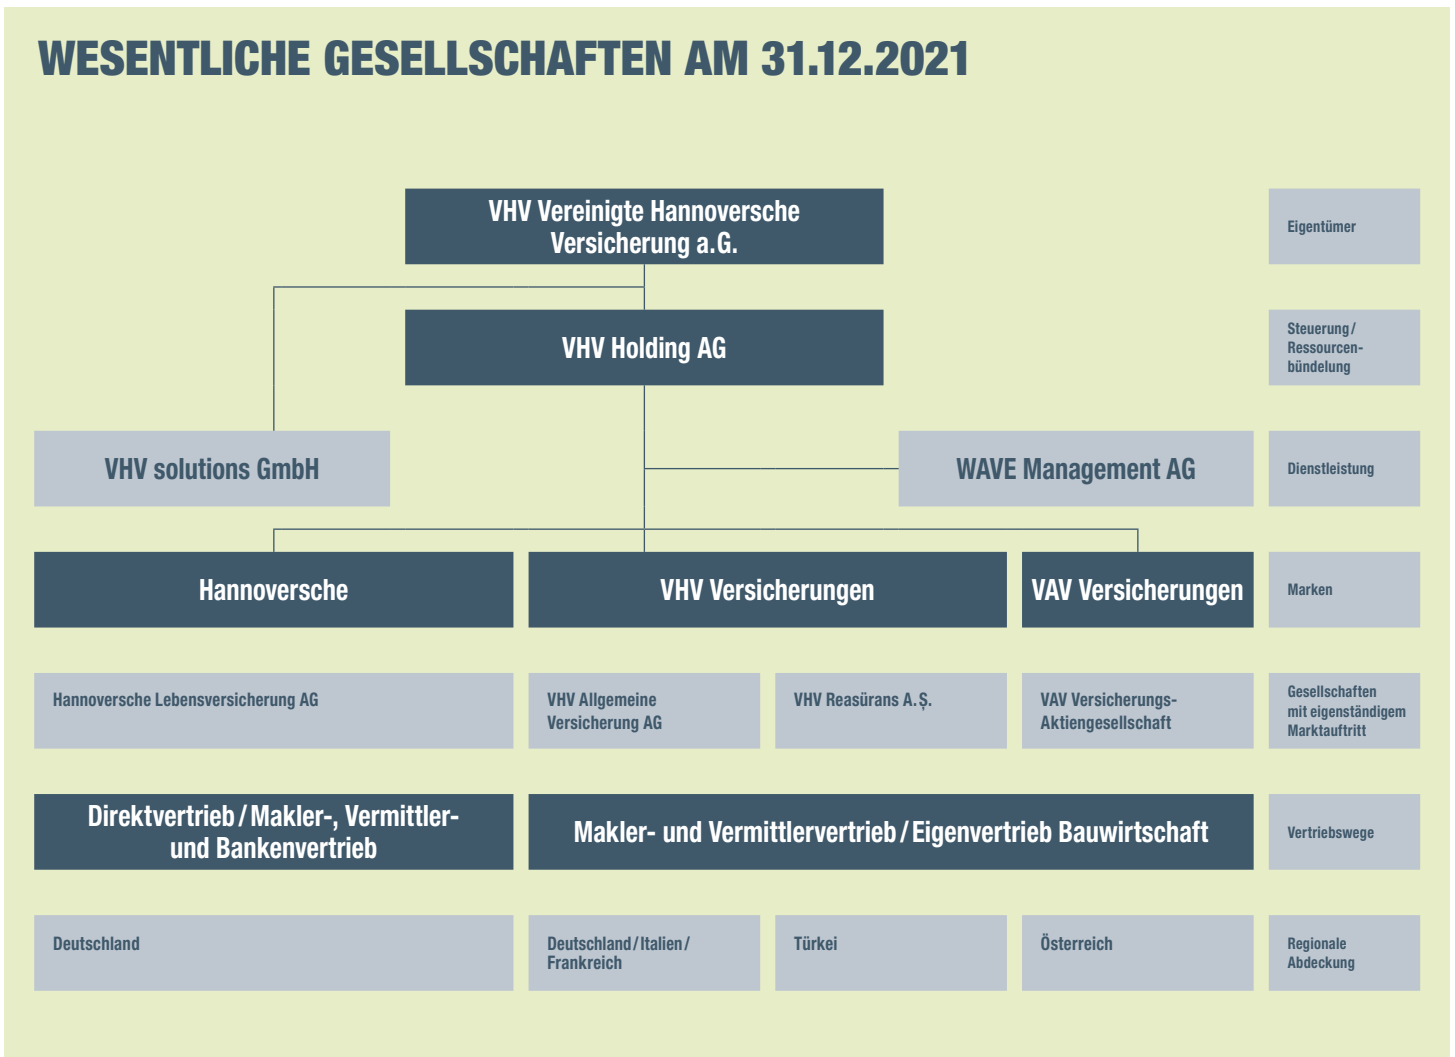 WESENTLICHE GESELLSCHAFTEN AM 31.12.2021
VHV Vereinigte Hannoversche
Versicherung a.G.
Eigentümer
VHV Holding AG
Steuerung/
Ressourcen-
bündelung
VHV solutions GmbH
WAVE Management AG
Dienstleistung
Hannoversche
VHV Versicherungen
VAV Versicherungen
Marken
Hannoversche Lebensversicherung AG
VHV Allgemeine
Versicherung AG
VHV Reasürans A.Ş.
VAV Versicherungs-
Aktiengesellschaft
Gesellschaften
mit eigenständigem
Marktauftritt
Direktvertrieb/Makler-, Vermittler-
und Bankenvertrieb
Makler- und Vermittlervertrieb/Eigenvertrieb Bauwirtschaft
Vertriebswege
Deutschland
Deutschland/Italien/
Frankreich
Türkei
Österreich
Regionale
Abdeckung